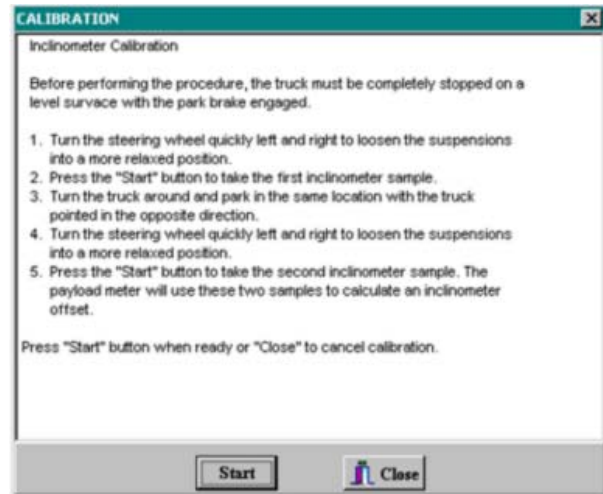 CALIBRATION
Inclinometer Calibration
Before performing the procedure, the truck must be completely stopped on a
level survace with the park brake engaged.
1. Turn the steering wheel quickly left and right to loosen the suspensions
into a more relaxed position.
2. Press the "Start" button to take the first inclinometer sample.
3. Turn the truck around and park in the same location with the truck
pointed in the opposite direction.
4. Turn the steering wheel quickly left and right to loosen the suspensions
into a more relaxed position.
5. Press the "Start" button to take the second inclinometer sample. The
payload meter will use these two samples to calculate an inclinometer
offset.
Press "Start" button when ready or "Close" to cancel calibration.
Start
Close